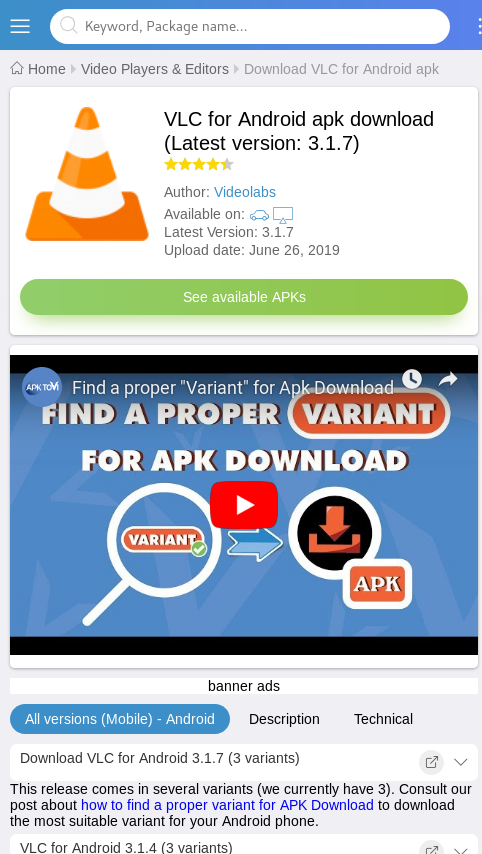 Keyword, Package name...
Home Video Players & Editors Download VLC for Android apk
VLC for Android apk download
(Latest version: 3.1.7)
Author: Videolabs
Available on:
Latest Version: 3.1.7
Upload date: June 26, 2019
See available APKs
Find a proper "Variant" for Apk Download
FIND A PROPER VARIANT
FOR APK DOWNLOAD
VARIANT
APK
banner ads
All versions (Mobile) - Android Description Technical
Download VLC for Android 3.1.7 (3 variants)
This release comes in several variants (we currently have 3). Consult our
post about how to find a proper variant for APK Download to download
the most suitable variant for your Android phone.
VLC for Android 3.1.4 (3 variants)